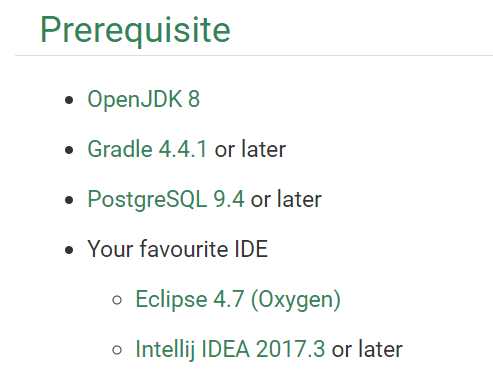 Prerequisite
OpenJDK 8
Gradle 4.4.1 or later
PostgreSQL 9.4 or later
Your favourite IDE
Eclipse 4.7 (Oxygen)
Intellij IDEA 2017.3 or later